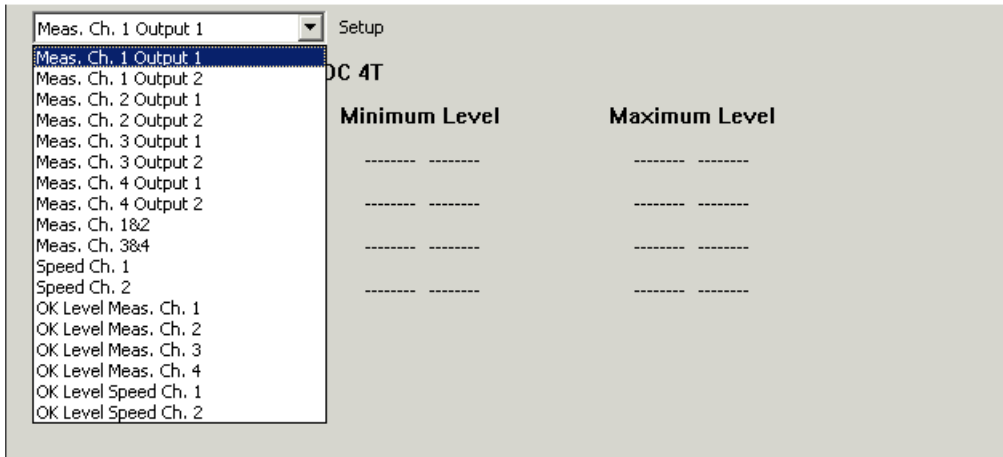 Meas. Ch. 1 Output 1 Setup
Meas. Ch. 1 Output 1
Meas. Ch. 1 Output 2
Meas. Ch. 2 Output 1
Meas. Ch. 2 Output 2
Meas. Ch. 3 Output 1
Meas. Ch. 3 Output 2
Meas. Ch. 4 Output 1
Meas. Ch. 4 Output 2
Meas. Ch. 1&2
Meas. Ch. 3&4
Speed Ch. 1
Speed Ch. 2
OK Level Meas. Ch. 1
OK Level Meas. Ch. 2
OK Level Meas. Ch. 3
OK Level Meas. Ch. 4
OK Level Speed Ch. 1
OK Level Speed Ch. 2
4T
Minimum Level Maximum Level
-------- -------- -------- --------
-------- -------- -------- --------
-------- -------- -------- --------
-------- -------- -------- --------